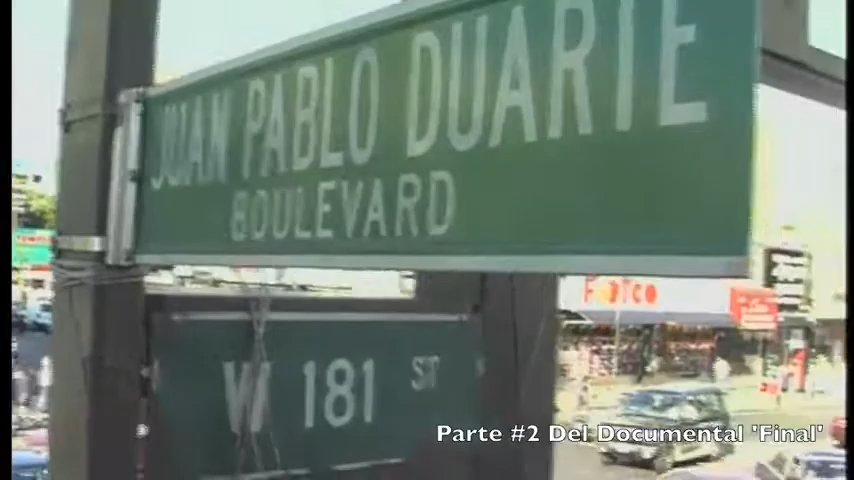 JUAN PABLO DUARTE
BOULEVARD
W 181 ST
Parte #2 Del Documental 'Final'